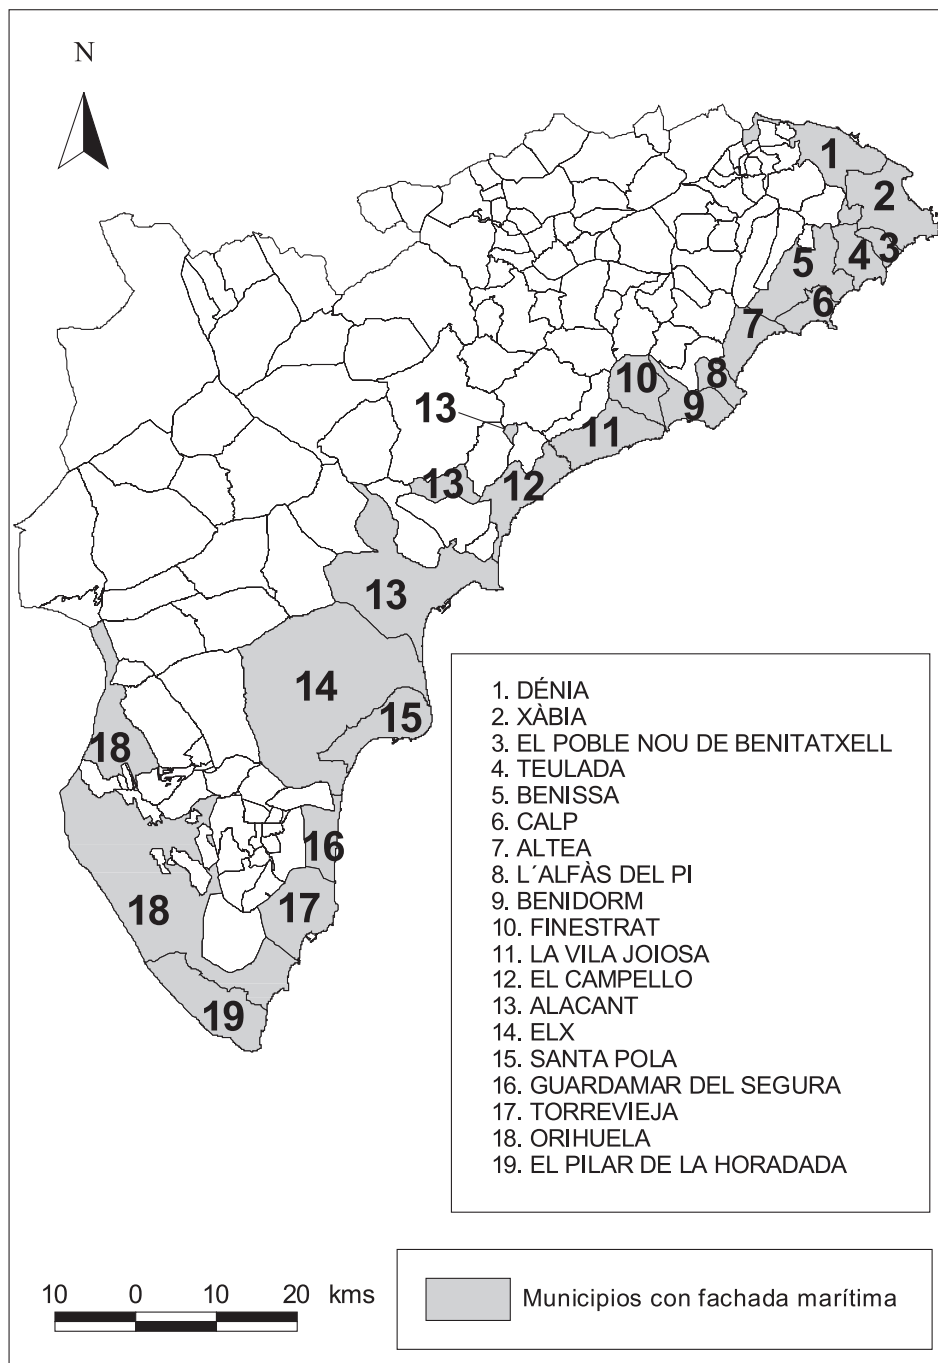 N
1
2
3
4
5
6
7
8
9
10
11
12
13
13
13
14
15
16
17
18
18
19
1. DÉNIA
2. XÀBIA
3. EL POBLE NOU DE BENITATXELL
4. TEULADA
5. BENISSA
6. CALP
7. ALTEA
8. L´ALFÀS DEL PI
9. BENIDORM
10. FINESTRAT
11. LA VILA JOIOSA
12. EL CAMPELLO
13. ALACANT
14. ELX
15. SANTA POLA
16. GUARDAMAR DEL SEGURA
17. TORREVIEJA
18. ORIHUELA
19. EL PILAR DE LA HORADADA
10 0 10 20 kms
Municipios con fachada marítima